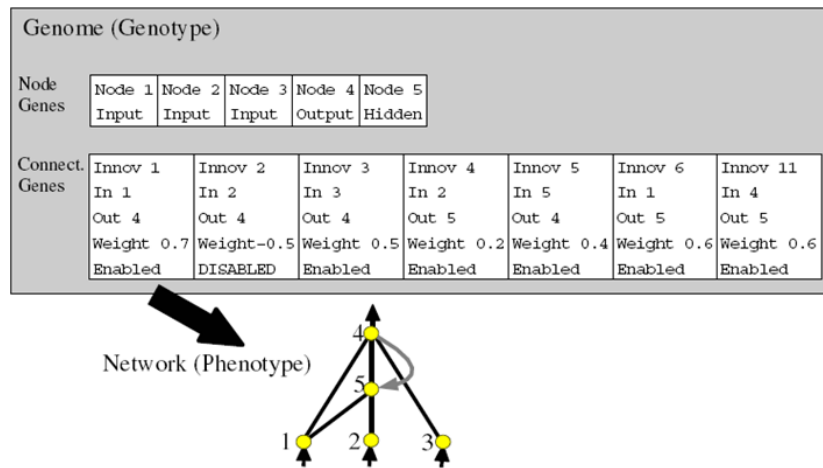 Genome (Genotype)
Node Genes
Node 1 Node 2 Node 3 Node 4 Node 5
Input Input Input Output Hidden
Connect. Genes
Innov 1 Innov 2 Innov 3 Innov 4 Innov 5 Innov 6 Innov 11
In 1 In 2 In 3 In 2 In 5 In 1 In 4
Out 4 Out 4 Out 4 Out 5 Out 4 Out 5 Out 5
Weight 0.7 Weight-0.5 Weight 0.5 Weight 0.2 Weight 0.4 Weight 0.6 Weight 0.6
Enabled DISABLED Enabled Enabled Enabled Enabled Enabled
Network (Phenotype)
4
5
1 2 3